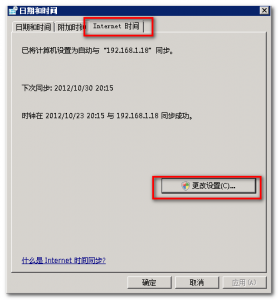 日期和时间
日期和时间 附加时钟 Internet 时间
已将计算机设置为自动与 "192.168.1.18" 同步。
下次同步: 2012/10/30 20:15
时钟在 2012/10/23 20:15 与 192.168.1.18 同步成功。
更改设置(C)...
什么是 Internet 时间同步?
确定 取消 应用(A)